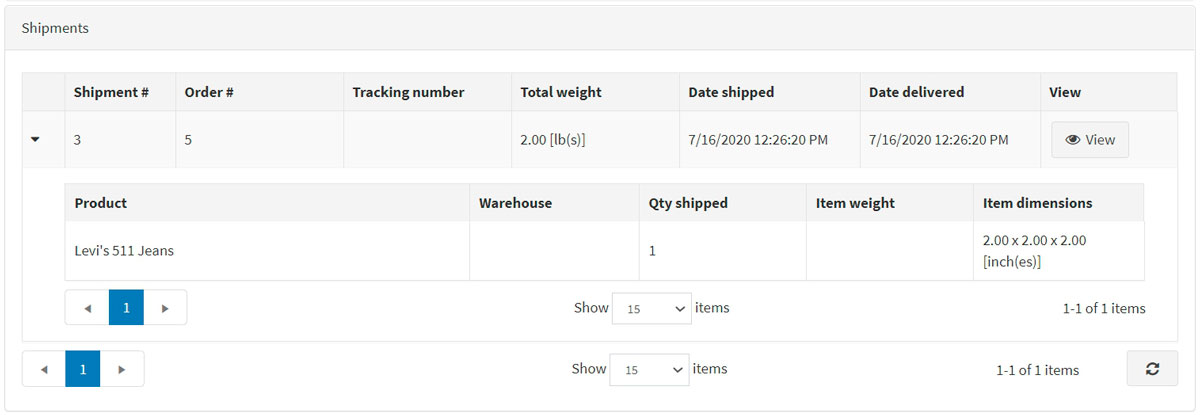 Shipments
Shipment # Order # Tracking number Total weight Date shipped Date delivered View
3 5 2.00 [lb(s)] 7/16/2020 12:26:20 PM 7/16/2020 12:26:20 PM View
Product Warehouse Qty shipped Item weight Item dimensions
Levi's 511 Jeans 1 2.00 x 2.00 x 2.00
[inch(es)]
1 Show 15 items 1-1 of 1 items
1 Show 15 items 1-1 of 1 items